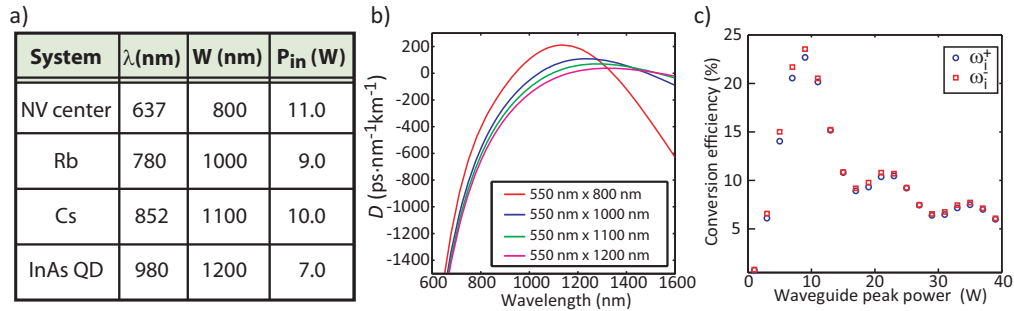 a)
System λ(nm) W (nm) P_in (W)
NV center 637 800 11.0
Rb 780 1000 9.0
Cs 852 1100 10.0
InAs QD 980 1200 7.0
b)
D (ps·nm⁻¹km⁻¹)
200
0
-200
-400
-600
-800
-1000
-1200
-1400
550 nm x 800 nm
550 nm x 1000 nm
550 nm x 1100 nm
550 nm x 1200 nm
600 800 1000 1200 1400 1600
Wavelength (nm)
c)
Conversion efficiency (%)
25
20
15
10
5
ω_i^+
ω_i^-
0 10 20 30 40
Waveguide peak power (W)